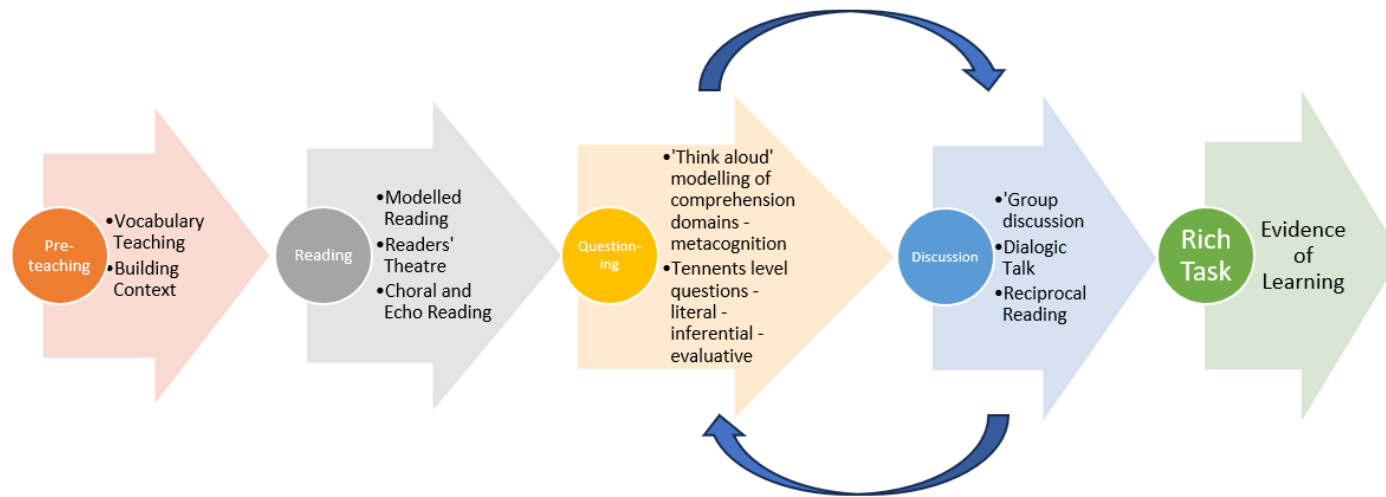 Pre-
teaching
•Vocabulary
Teaching
•Building
Context
Reading
•Modelled
Reading
•Readers'
Theatre
•Choral and
Echo Reading
Question-
ing
•'Think aloud'
modelling of
comprehension
domains -
metacognition
•Tennents level
questions -
literal -
inferential -
evaluative
Discussion
•'Group
discussion
•Dialogic
Talk
•Reciprocal
Reading
Rich
Task
Evidence
of
Learning